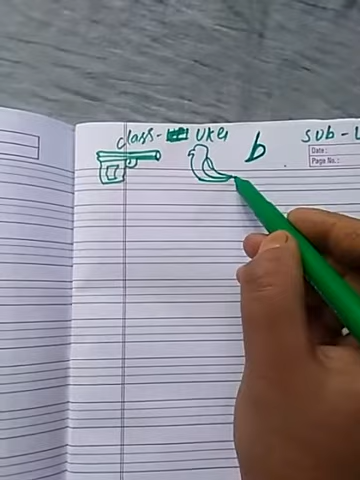 class- UKG
b
Sub-
Date:
Page No.: